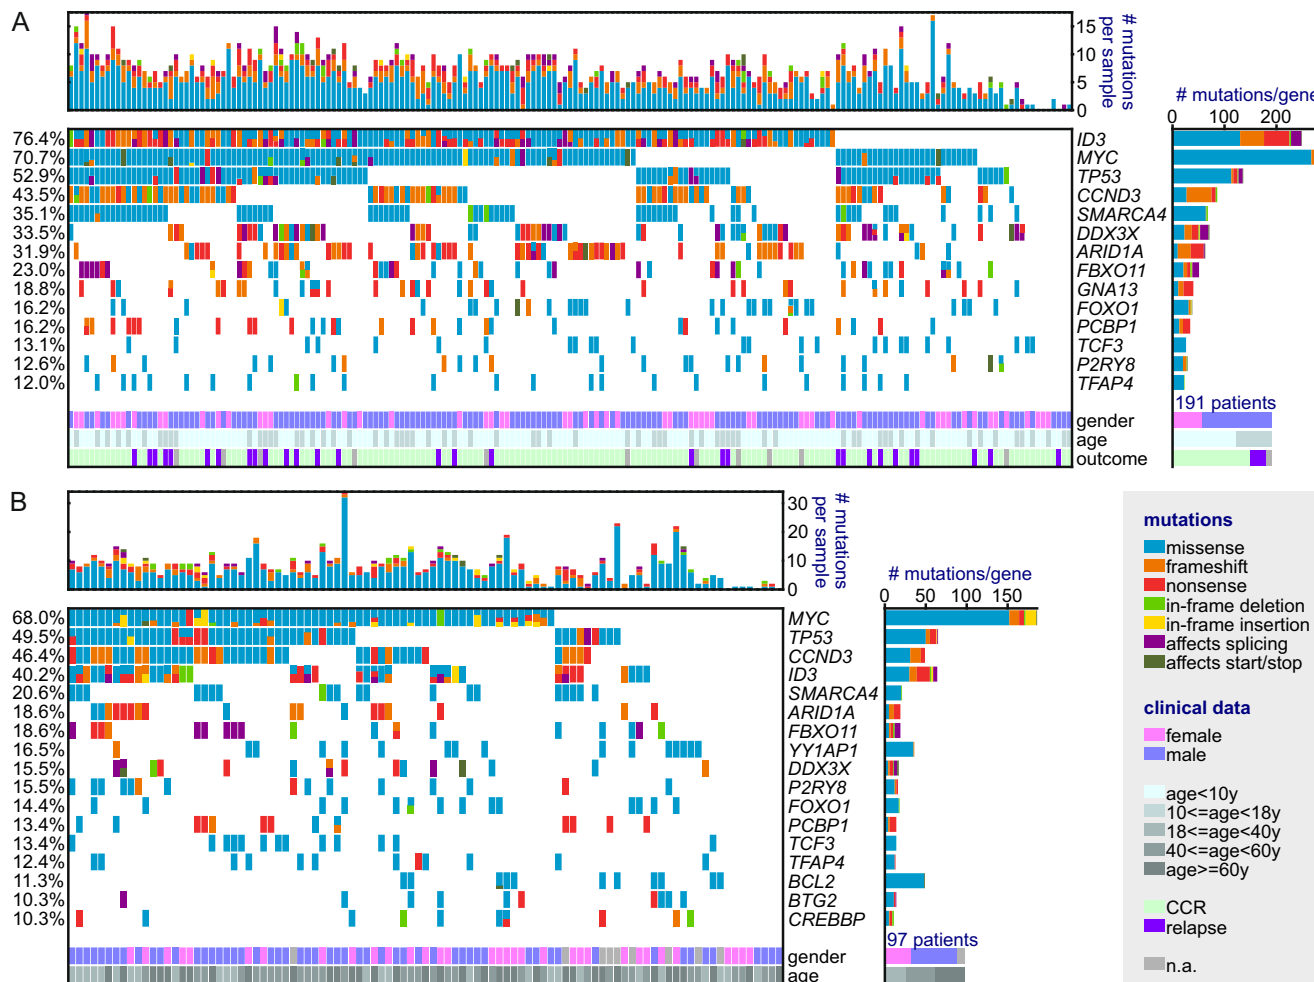 A
15
10
5
0
# mutations
per sample
# mutations/gene
0 100 200
76.4% ID3
70.7% MYC
52.9% TP53
43.5% CCND3
35.1% SMARCA4
33.5% DDX3X
31.9% ARID1A
23.0% FBXO11
18.8% GNA13
16.2% FOXO1
16.2% PCBP1
13.1% TCF3
12.6% P2RY8
12.0% TFAP4
191 patients
gender
age
outcome
B
30
20
10
0
# mutations
per sample
# mutations/gene
0 50 100 150
68.0% MYC
49.5% TP53
46.4% CCND3
40.2% ID3
20.6% SMARCA4
18.6% ARID1A
18.6% FBXO11
16.5% YY1AP1
15.5% DDX3X
15.5% P2RY8
14.4% FOXO1
13.4% PCBP1
13.4% TCF3
12.4% TFAP4
11.3% BCL2
10.3% BTG2
10.3% CREBBP
97 patients
gender
age
mutations
missense
frameshift
nonsense
in-frame deletion
in-frame insertion
affects splicing
affects start/stop
clinical data
female
male
age<10y
10<=age<18y
18<=age<40y
40<=age<60y
age>=60y
CCR
relapse
n.a.